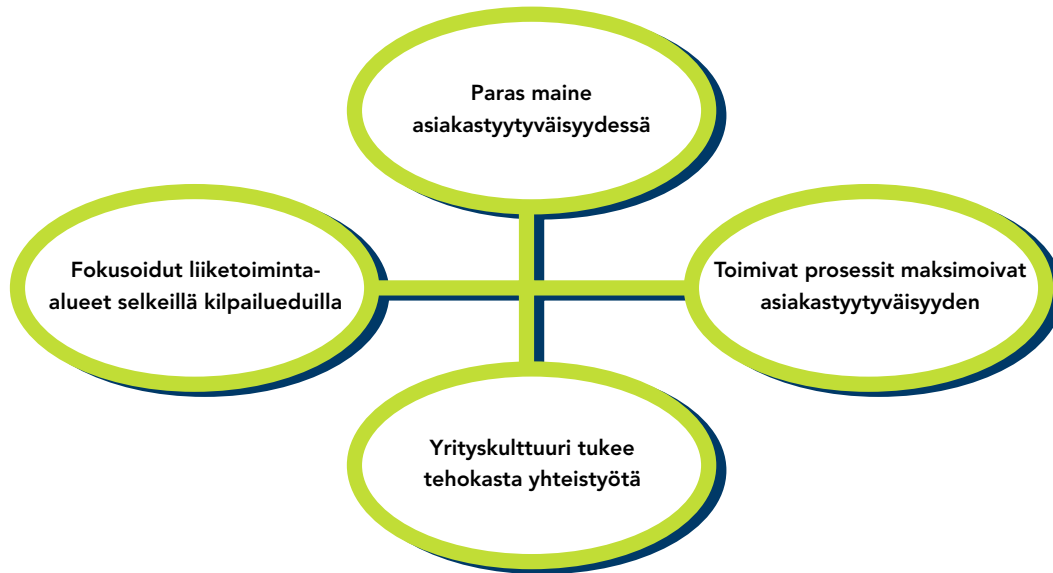 Paras maine
asiakastyytyväisyydessä
Fokusoidut liiketoiminta-
alueet selkeillä kilpailueduilla
Toimivat prosessit maksimoivat
asiakastyytyväisyyden
Yrityskulttuuri tukee
tehokasta yhteistyötä